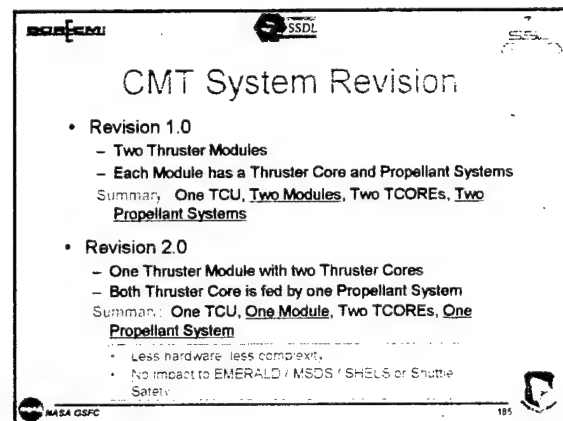 SSDL
CMT System Revision
• Revision 1.0
– Two Thruster Modules
– Each Module has a Thruster Core and Propellant Systems
Summary: One TCU, Two Modules, Two TCOREs, Two
Propellant Systems
• Revision 2.0
– One Thruster Module with two Thruster Cores
– Both Thruster Core is fed by one Propellant System
Summary: One TCU, One Module, Two TCOREs, One
Propellant System
• Less hardware, less complexity
• No impact to EMERALD / MSDS / SHELS or Shuttle
Safety
NASA GSFC
185